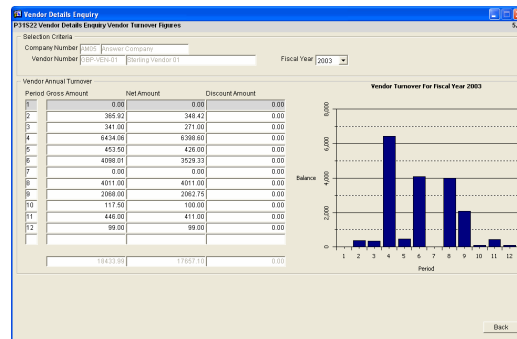 Vendor Details Enquiry
P31S22 Vendor Details Enquiry Vendor Turnover Figures 5.
Selection Criteria
Company Number AM05 Answer Company
Vendor Number OBP-VEN-01 Sterling Vendor 01 Fiscal Year 2003
Vendor Annual Turnover
Period Gross Amount Net Amount Discount Amount
1 0.00 0.00 0.00
2 365.92 348.42 0.00
3 341.00 271.00 0.00
4 6434.06 6398.60 0.00
5 453.50 426.00 0.00
6 4098.01 3529.33 0.00
7 0.00 0.00 0.00
8 4011.00 4011.00 0.00
9 2068.00 2062.75 0.00
10 117.50 100.00 0.00
11 446.00 411.00 0.00
12 99.00 99.00 0.00
18433.99 17657.10 0.00
Vendor Turnover For Fiscal Year 2003
8,000
6,000
Balance
4,000
2,000
0
1 2 3 4 5 6 7 8 9 10 11 12
Period
Back